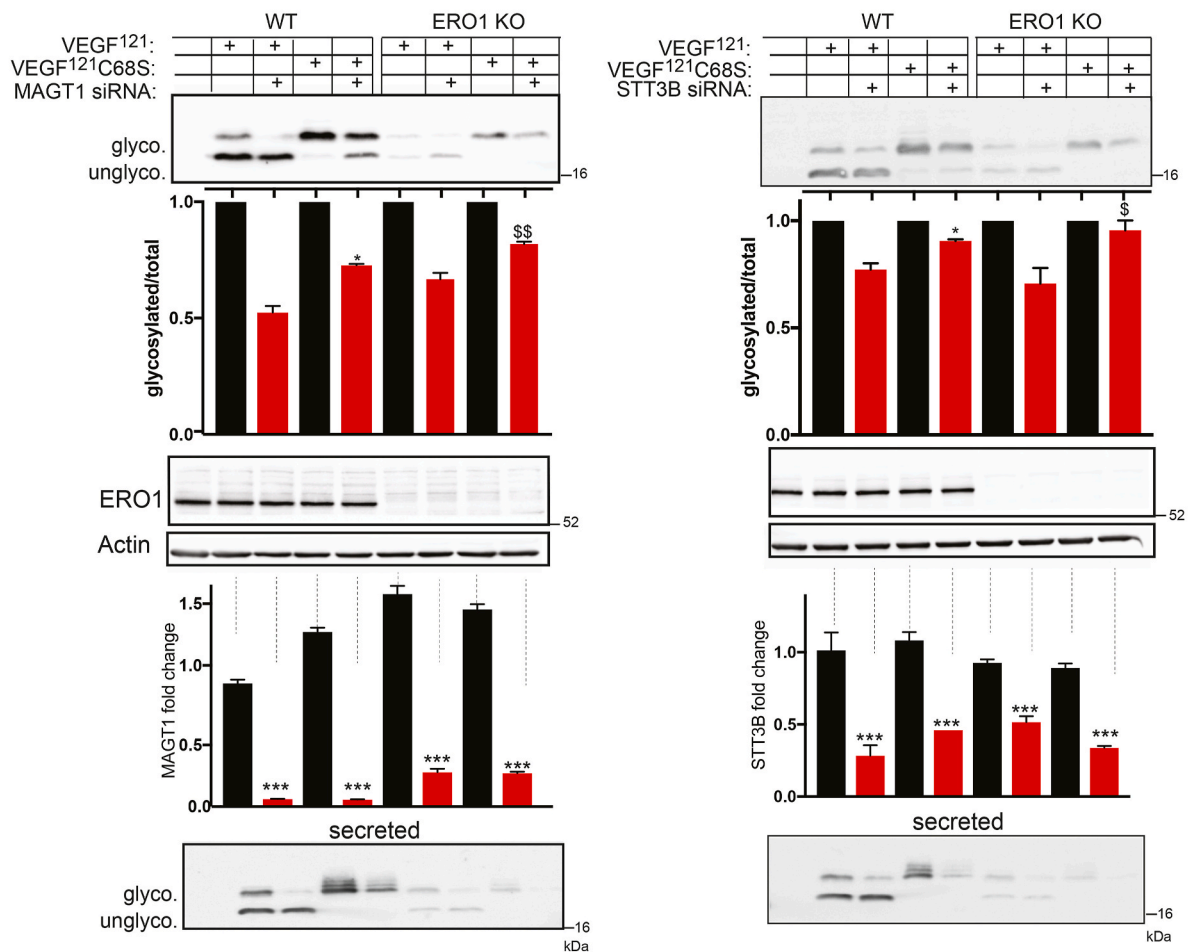 WT ERO1 KO
VEGF121: + + + +
VEGF121C68S: + + + +
MAGT1 siRNA: + + + +
glyco.
unglyco.
16
1.0
0.5
0.0
glycosylated/total
* $$
ERO1
52
Actin
1.5
1.0
0.5
0.0
MAGT1 fold change
*** *** *** ***
secreted
glyco.
unglyco.
16
kDa
WT ERO1 KO
VEGF121: + + + +
VEGF121C68S: + + + +
STT3B siRNA: + + + +
16
1.0
0.5
0.0
glycosylated/total
* $
52
1.0
0.5
0.0
STT3B fold change
*** *** *** ***
secreted
16
kDa